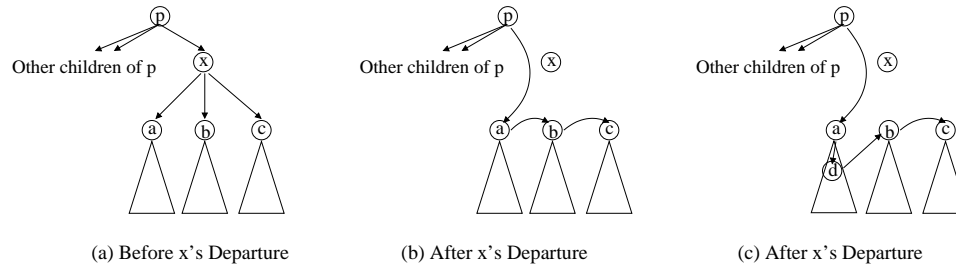 p p p
x x x
Other children of p Other children of p Other children of p
a b c a b c a b c
d
(a) Before x's Departure (b) After x's Departure (c) After x's Departure